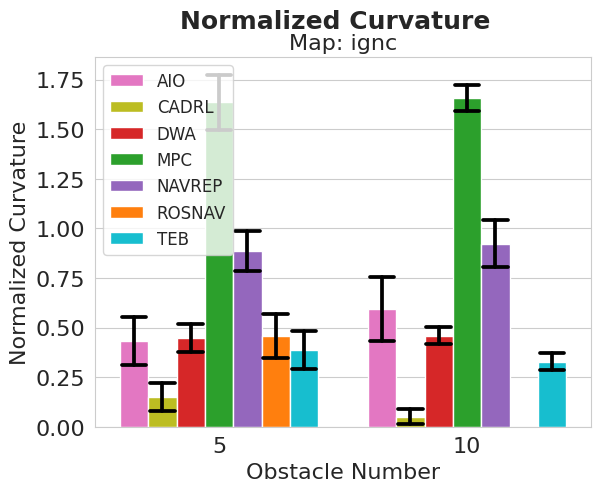 Normalized Curvature
Map: ignc
Normalized Curvature
1.75
1.50
1.25
1.00
0.75
0.50
0.25
0.00
AIO
CADRL
DWA
MPC
NAVREP
ROSNAV
TEB
5
10
Obstacle Number